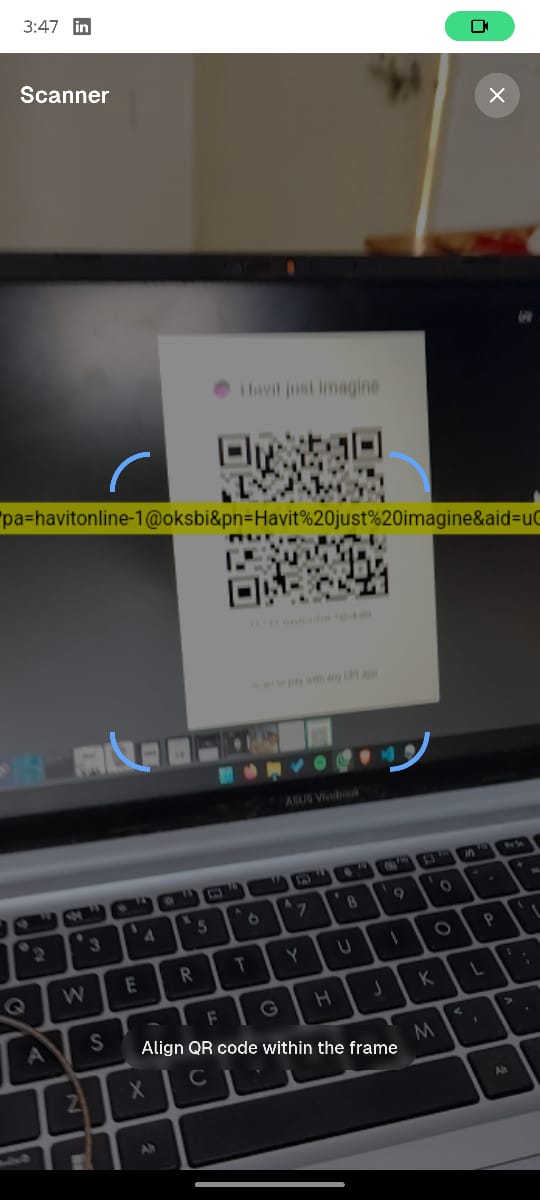 3:47
in
Scanner
Havit just imagine
?pa=havitonline-1@oksbi&pn=Havit%20just%20imagine&aid=uG
Scan to pay with any UPI app
ASUS Vivobook
2 3 4 5 6 7 8 9 0
Q W E R T Y U I O P
A S F G H J K L
Align QR code within the frame
Z X C M
Alt Alt